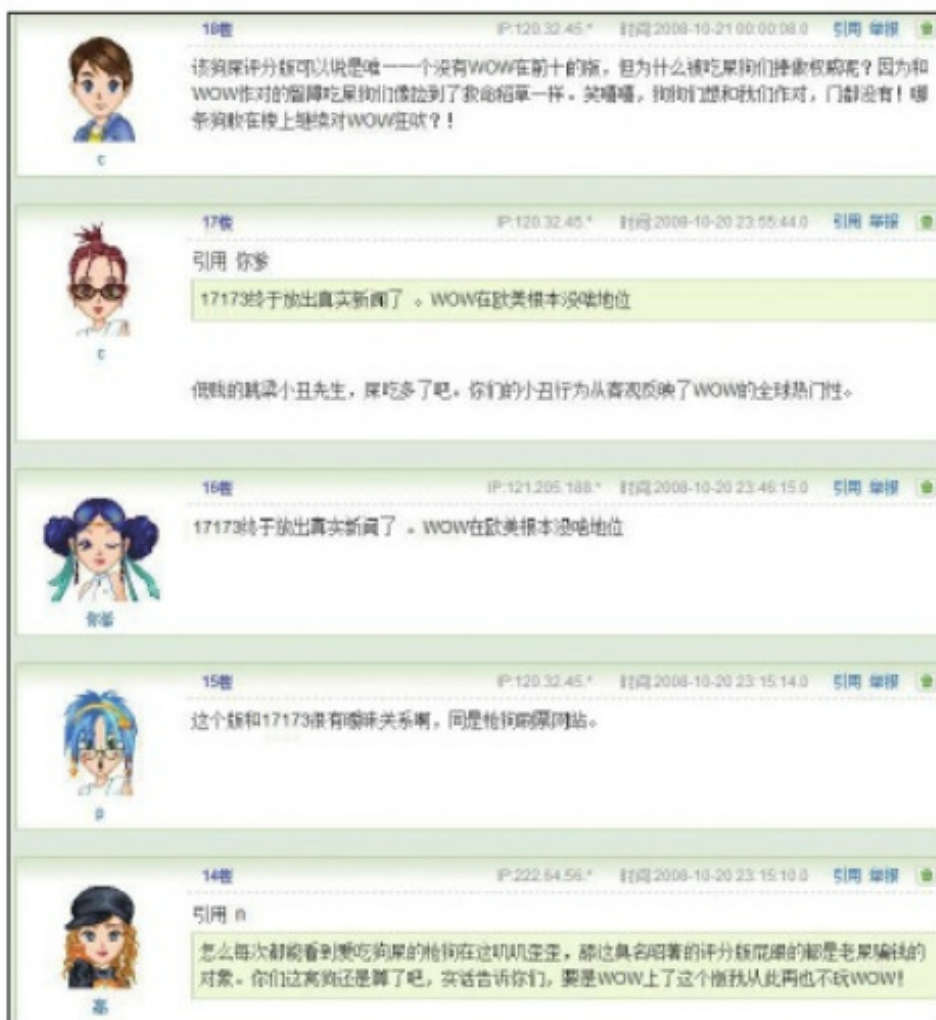 18楼 IP:120.32.45.* 时间:2008-10-21 00:00:08.0 引用 举报
该狗屎评分版可以说是唯一一个没有WOW在前十的版，但为什么被吃屎狗们捧做权威呢？因为和
WOW作对的智障吃屎狗们像拉到了救命稻草一样。笑嘻嘻，狗狗们想和我们作对，门都没有！哪
条狗敢在楼上继续对WOW狂吠？！
c
17楼 IP:120.32.45.* 时间:2008-10-20 23:55:44.0 引用 举报
引用 你爹
17173终于放出真实新闻了 。WOW在欧美根本没啥地位
c
低贱的跳梁小丑先生，屎吃多了吧。你们的小丑行为从客观反映了WOW的全球热门性。
16楼 IP:121.205.188.* 时间:2008-10-20 23:46:15.0 引用 举报
17173终于放出真实新闻了 。WOW在欧美根本没啥地位
你爹
15楼 IP:120.32.45.* 时间:2008-10-20 23:15:14.0 引用 举报
这个版和17173很有暧昧关系啊，同是枪狗网站。
p
14楼 IP:222.64.56.* 时间:2008-10-20 23:15:10.0 引用 举报
引用 n
怎么每次都能看到爱吃狗屎的枪狗在这叽叽歪歪，舔这臭名昭著的评分版屁眼的都是老屎骗钱的
对象。你们这窝狗还是算了吧，实话告诉你们，要是WOW上了这个版我从此再也不玩WOW！